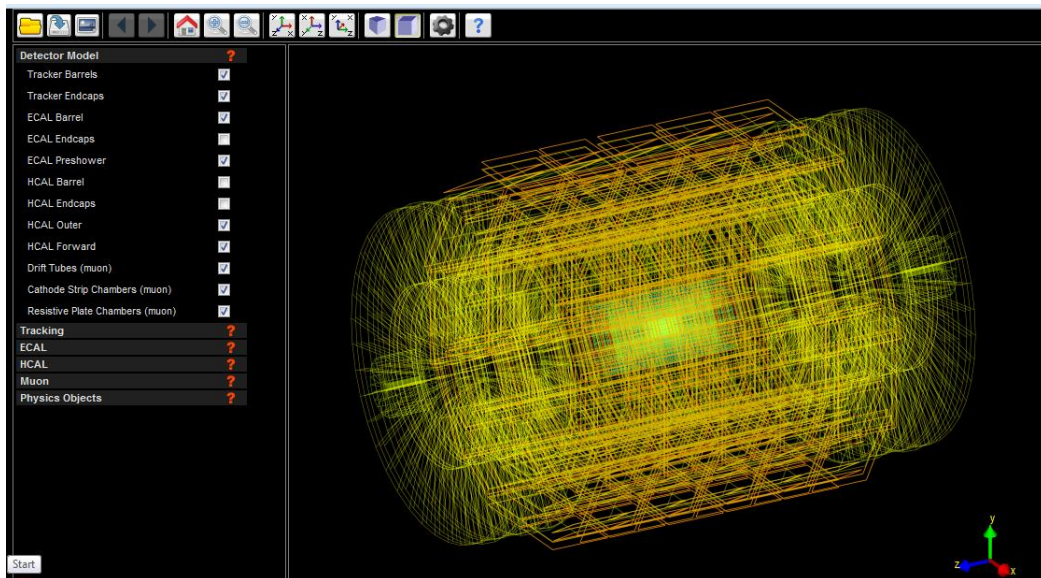 Detector Model ?
Tracker Barrels
Tracker Endcaps
ECAL Barrel
ECAL Endcaps
ECAL Preshower
HCAL Barrel
HCAL Endcaps
HCAL Outer
HCAL Forward
Drift Tubes (muon)
Cathode Strip Chambers (muon)
Resistive Plate Chambers (muon)
Tracking ?
ECAL ?
HCAL ?
Muon ?
Physics Objects ?
Start
y
z x